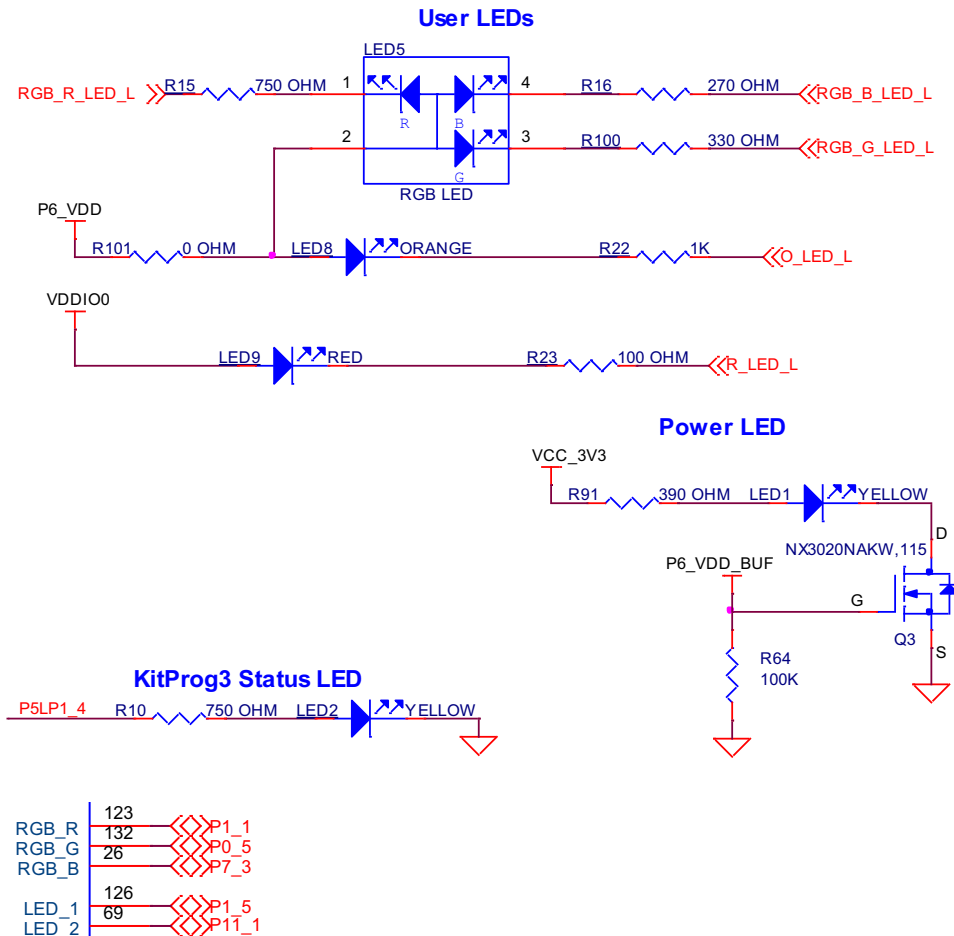 User LEDs
LED5
RGB_R_LED_L R15 750 OHM 1 4 R16 270 OHM RGB_B_LED_L
R B
2 3 R100 330 OHM RGB_G_LED_L
G
RGB LED
P6_VDD
R101 0 OHM LED8 ORANGE R22 1K O_LED_L
VDDIO0
LED9 RED R23 100 OHM R_LED_L
Power LED
VCC_3V3
R91 390 OHM LED1 YELLOW
D
NX3020NAKW,115
P6_VDD_BUF
G
Q3
S
R64
100K
KitProg3 Status LED
P5LP1_4 R10 750 OHM LED2 YELLOW
RGB_R 123 P1_1
RGB_G 132 P0_5
RGB_B 26 P7_3
LED_1 126 P1_5
LED_2 69 P11_1